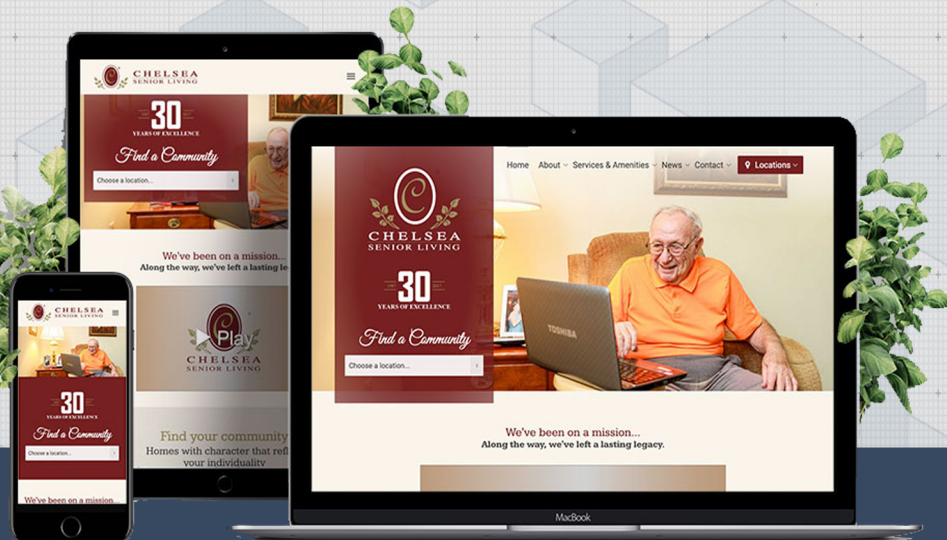 CHELSEA
SENIOR LIVING
30
YEARS OF EXCELLENCE
Find a Community
Choose a location...
We've been on a mission...
Along the way, we've left a lasting le
Play
CHELSEA
SENIOR LIVING
Find your community
Homes with character that refl
your individuality
CHELSEA
SENIOR LIVING
30
YEARS OF EXCELLENCE
Find a Community
Choose a location...
We've been on a mission...
Home About Services & Amenities News Contact Locations
C
CHELSEA
SENIOR LIVING
30
YEARS OF EXCELLENCE
Find a Community
Choose a location...
TOSHIBA
We've been on a mission...
Along the way, we've left a lasting legacy.
MacBook